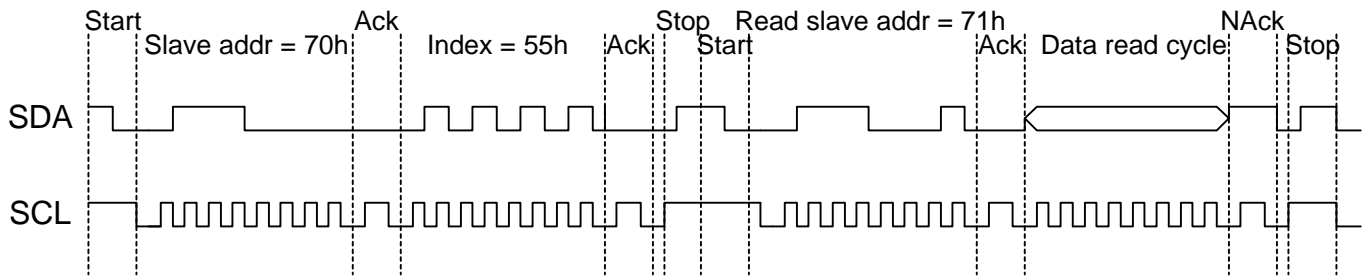 Start Ack Stop Read slave addr = 71h NAck
Slave addr = 70h Index = 55h Ack Start Ack Data read cycle Stop
SDA
SCL